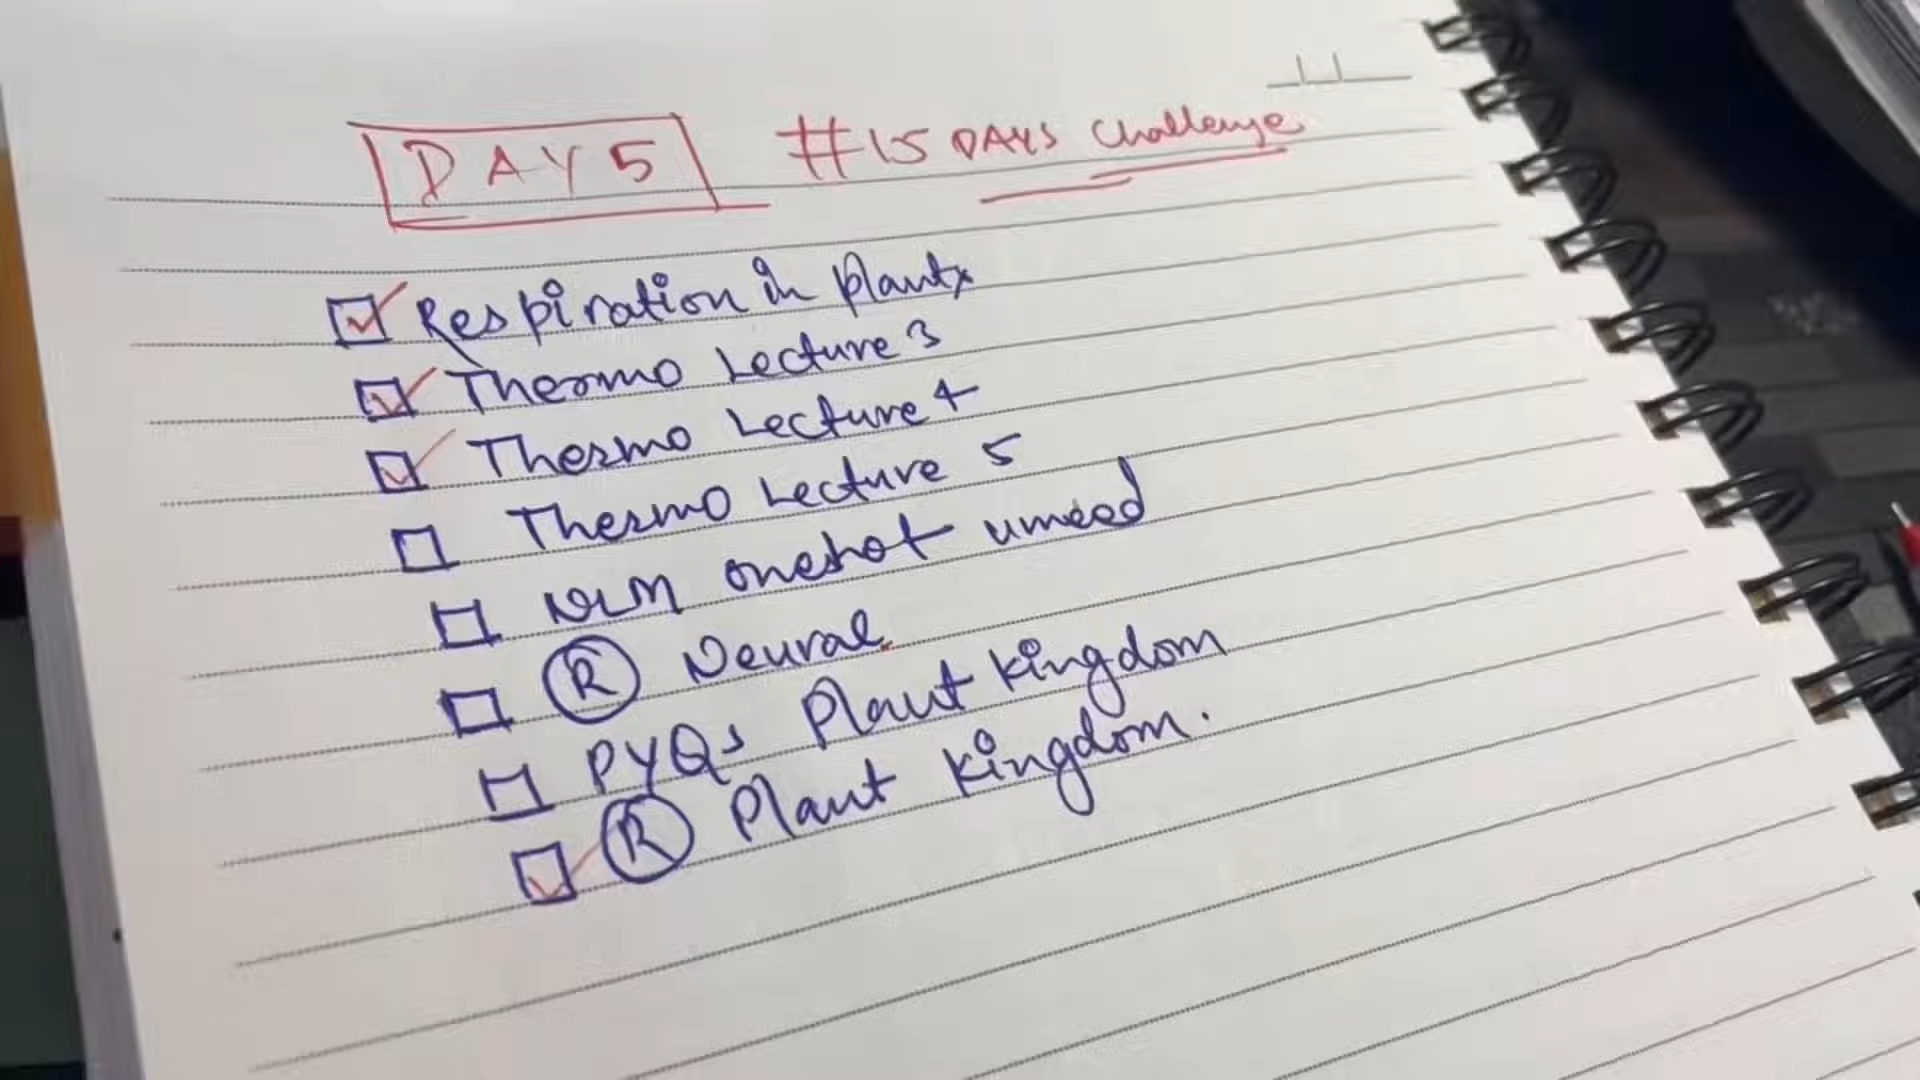 DAY 5 #15 DAYS Challenge
Respiration in plants
Thermo Lecture 3
Thermo Lecture 4
Thermo Lecture 5
NLM oneshot umeed
R Neural
PYQs Plant kingdom
R Plant kingdom.